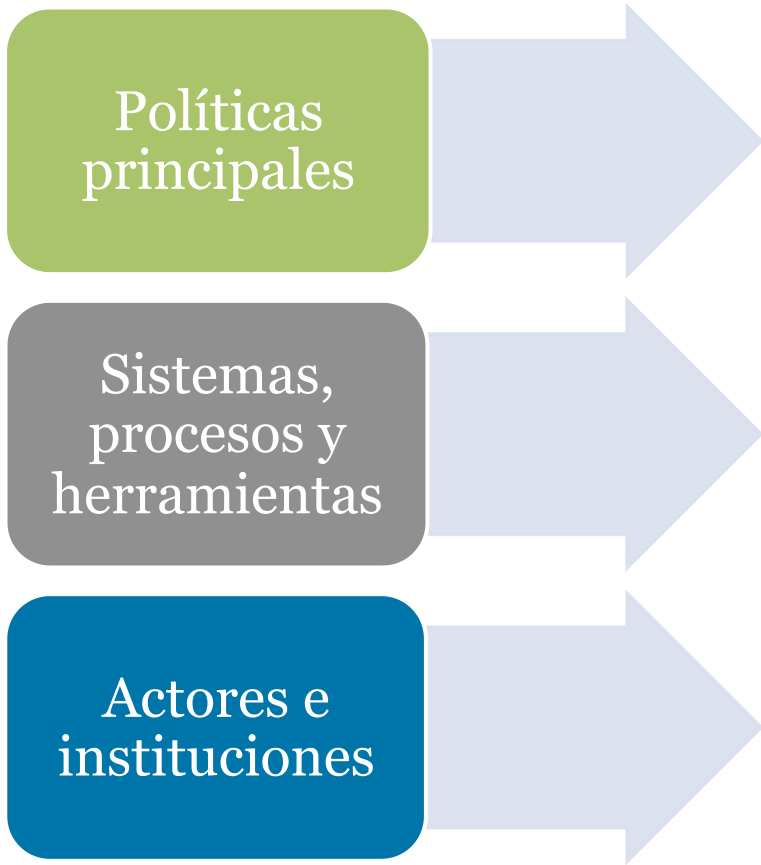 Políticas
principales
Sistemas,
procesos y
herramientas
Actores e
instituciones